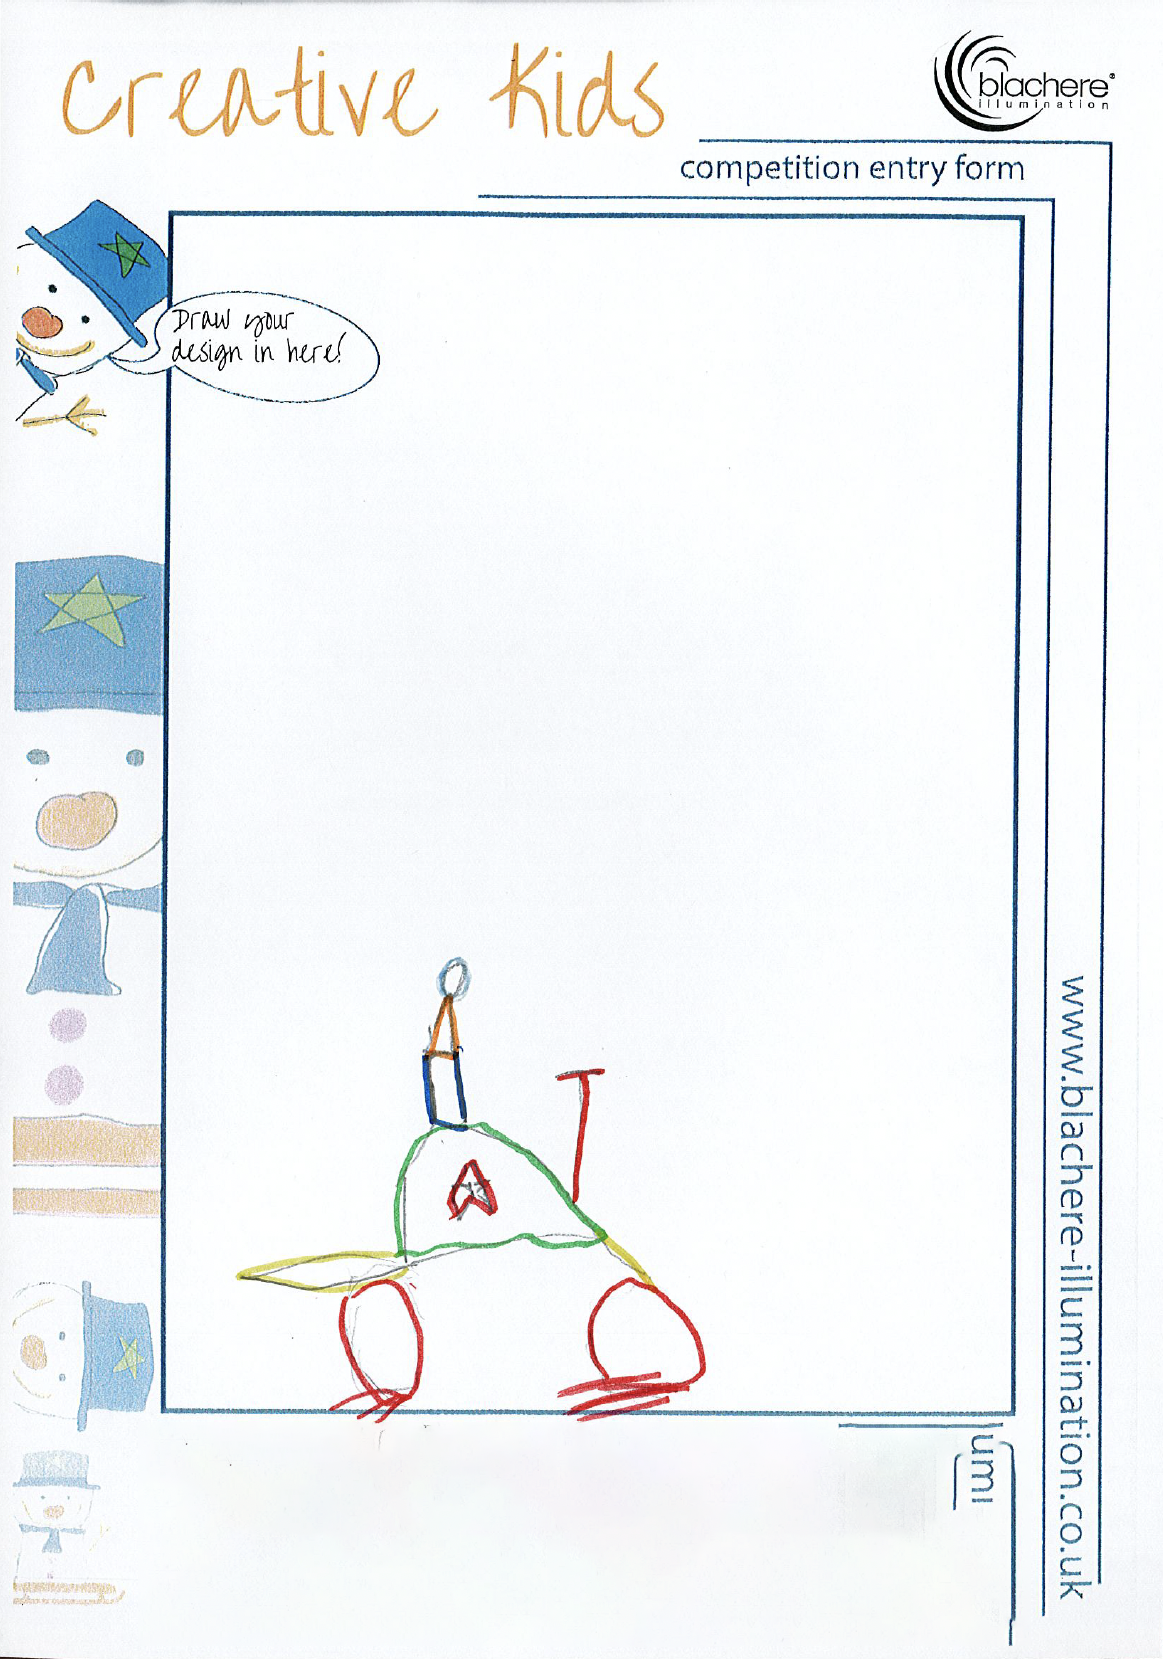 Creative Kids
blachere®
illumination
competition entry form
Draw your
design in here!
A
www.blachere-illumination.co.uk
umi